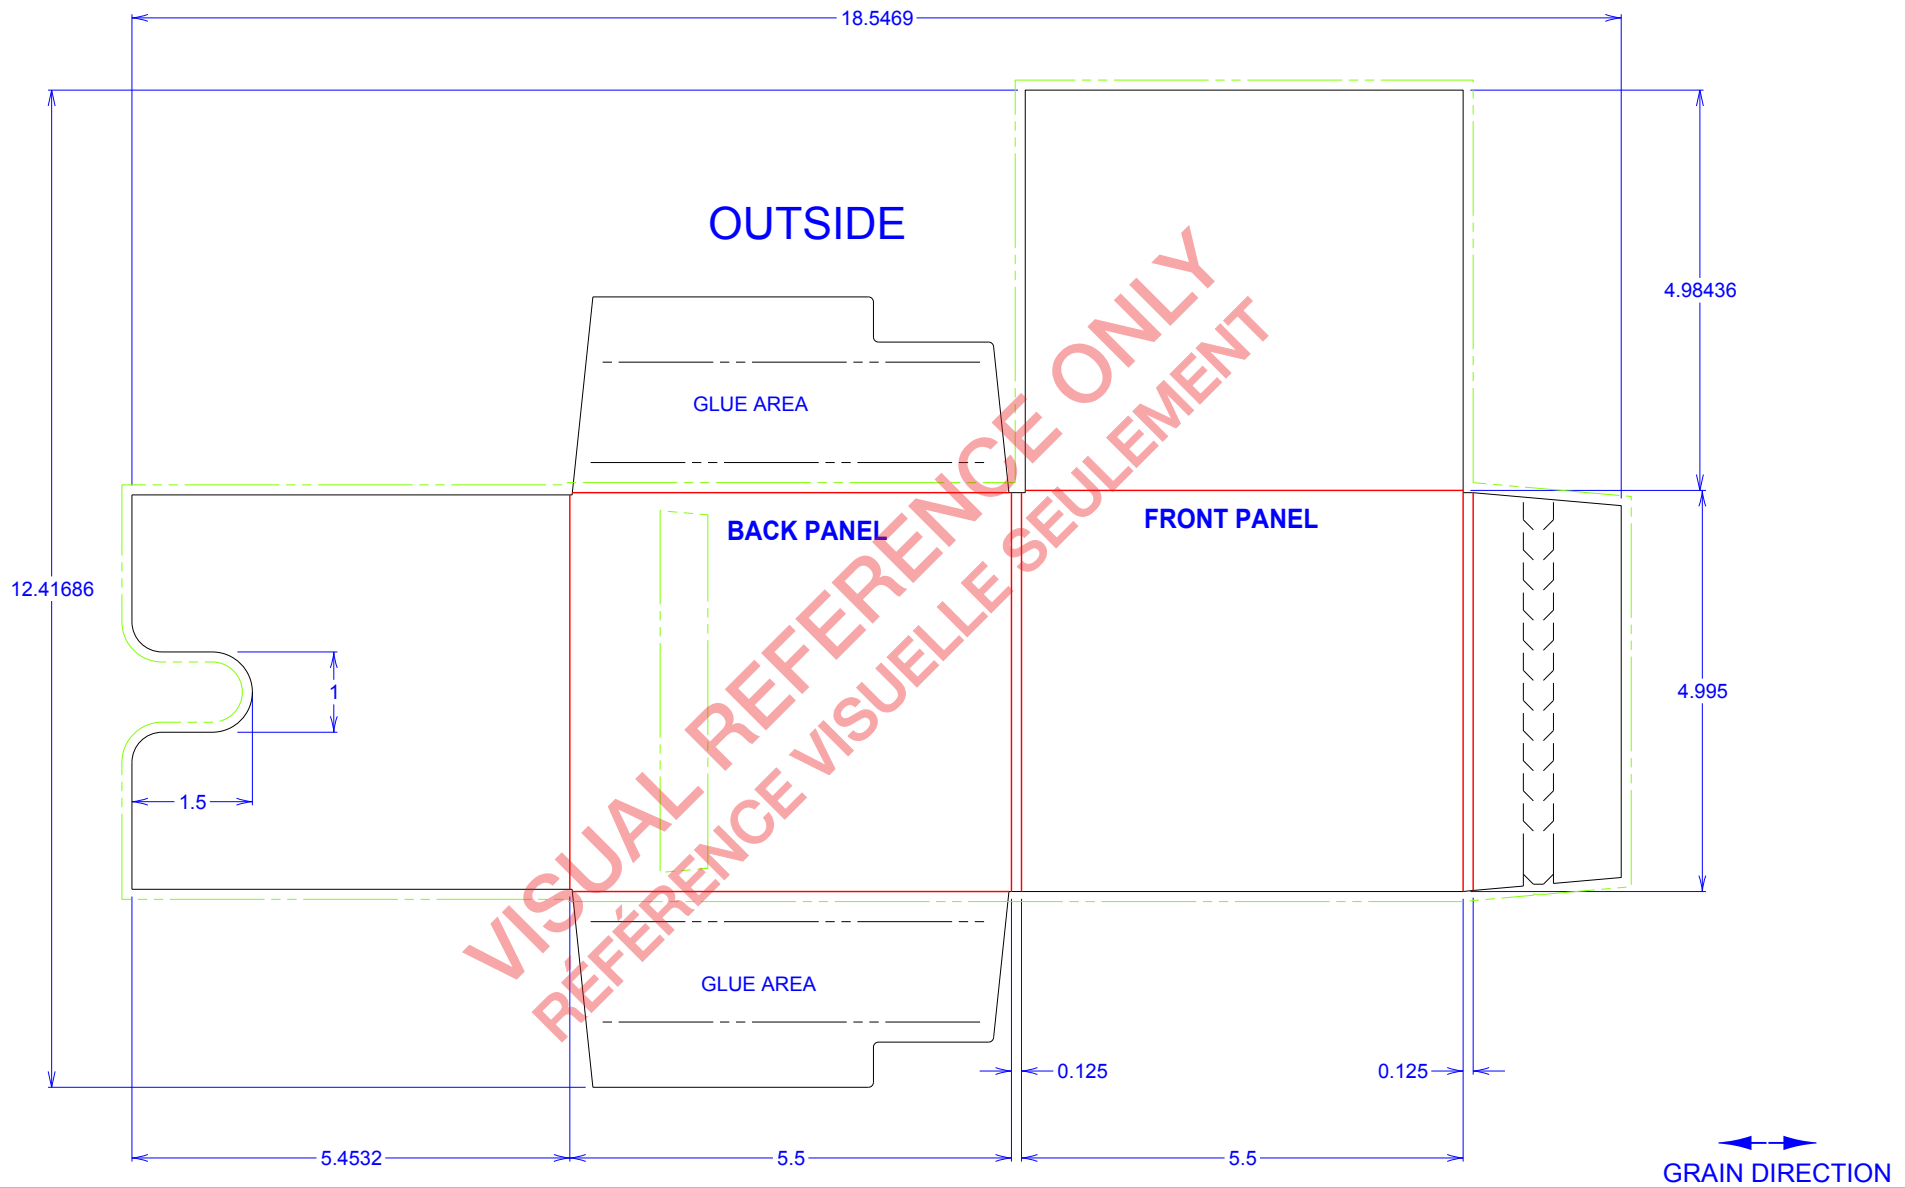 18.5469
OUTSIDE
4.98436
GLUE AREA
BACK PANEL
FRONT PANEL
12.41686
1
4.995
1.5
VISUAL REFERENCE ONLY
RÉFÉRENCE VISUELLE SEULEMENT
GLUE AREA
0.125
0.125
5.4532
5.5
5.5
GRAIN DIRECTION